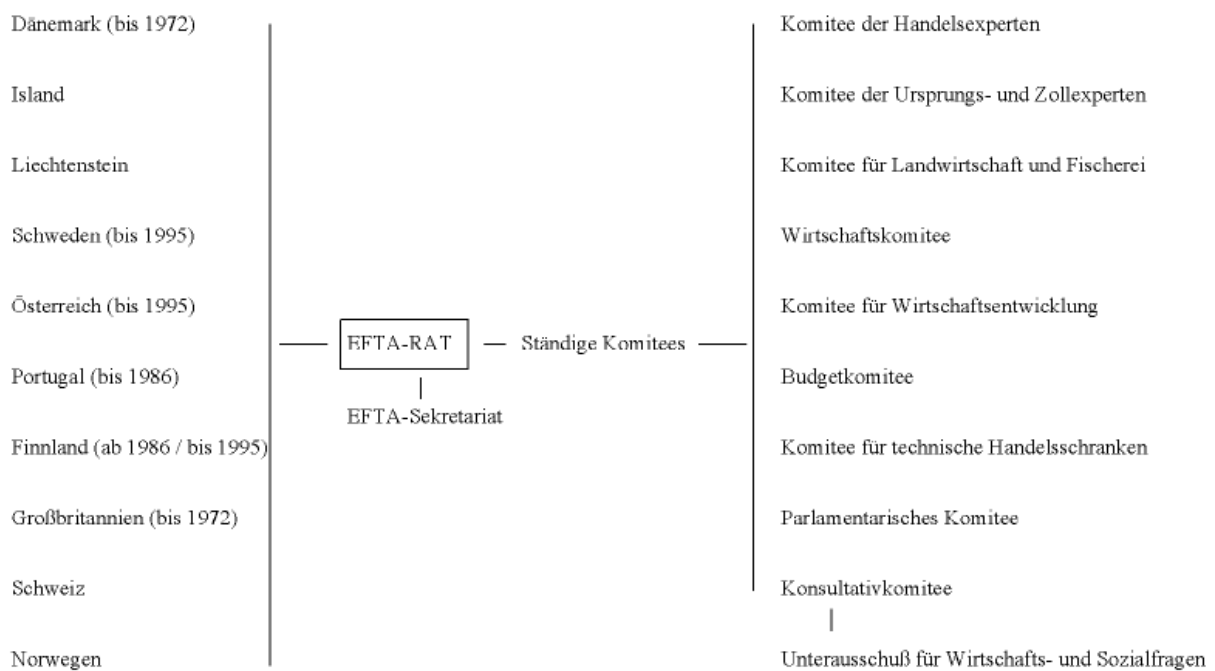 Dänemark (bis 1972)
Island
Liechtenstein
Schweden (bis 1995)
Österreich (bis 1995)
Portugal (bis 1986)
Finnland (ab 1986 / bis 1995)
Großbritannien (bis 1972)
Schweiz
Norwegen
EFTA-RAT
Ständige Komitees
EFTA-Sekretariat
Komitee der Handelsexperten
Komitee der Ursprungs- und Zollexperten
Komitee für Landwirtschaft und Fischerei
Wirtschaftskomitee
Komitee für Wirtschaftsentwicklung
Budgetkomitee
Komitee für technische Handelsschranken
Parlamentarisches Komitee
Konsultativkomitee
Unterausschuß für Wirtschafts- und Sozialfragen